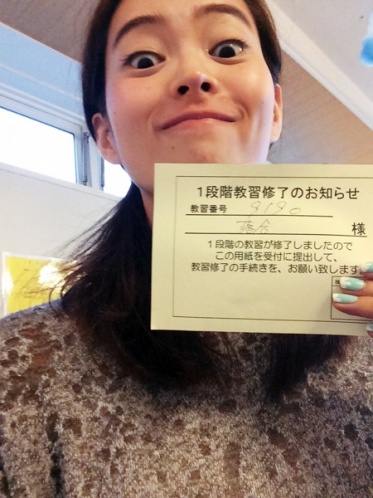 1段階教習修了のお知らせ
教習番号 9190
様
1段階の教習が修了しましたので
この用紙を受付に提出して、
教習修了の手続きを、お願い致します。